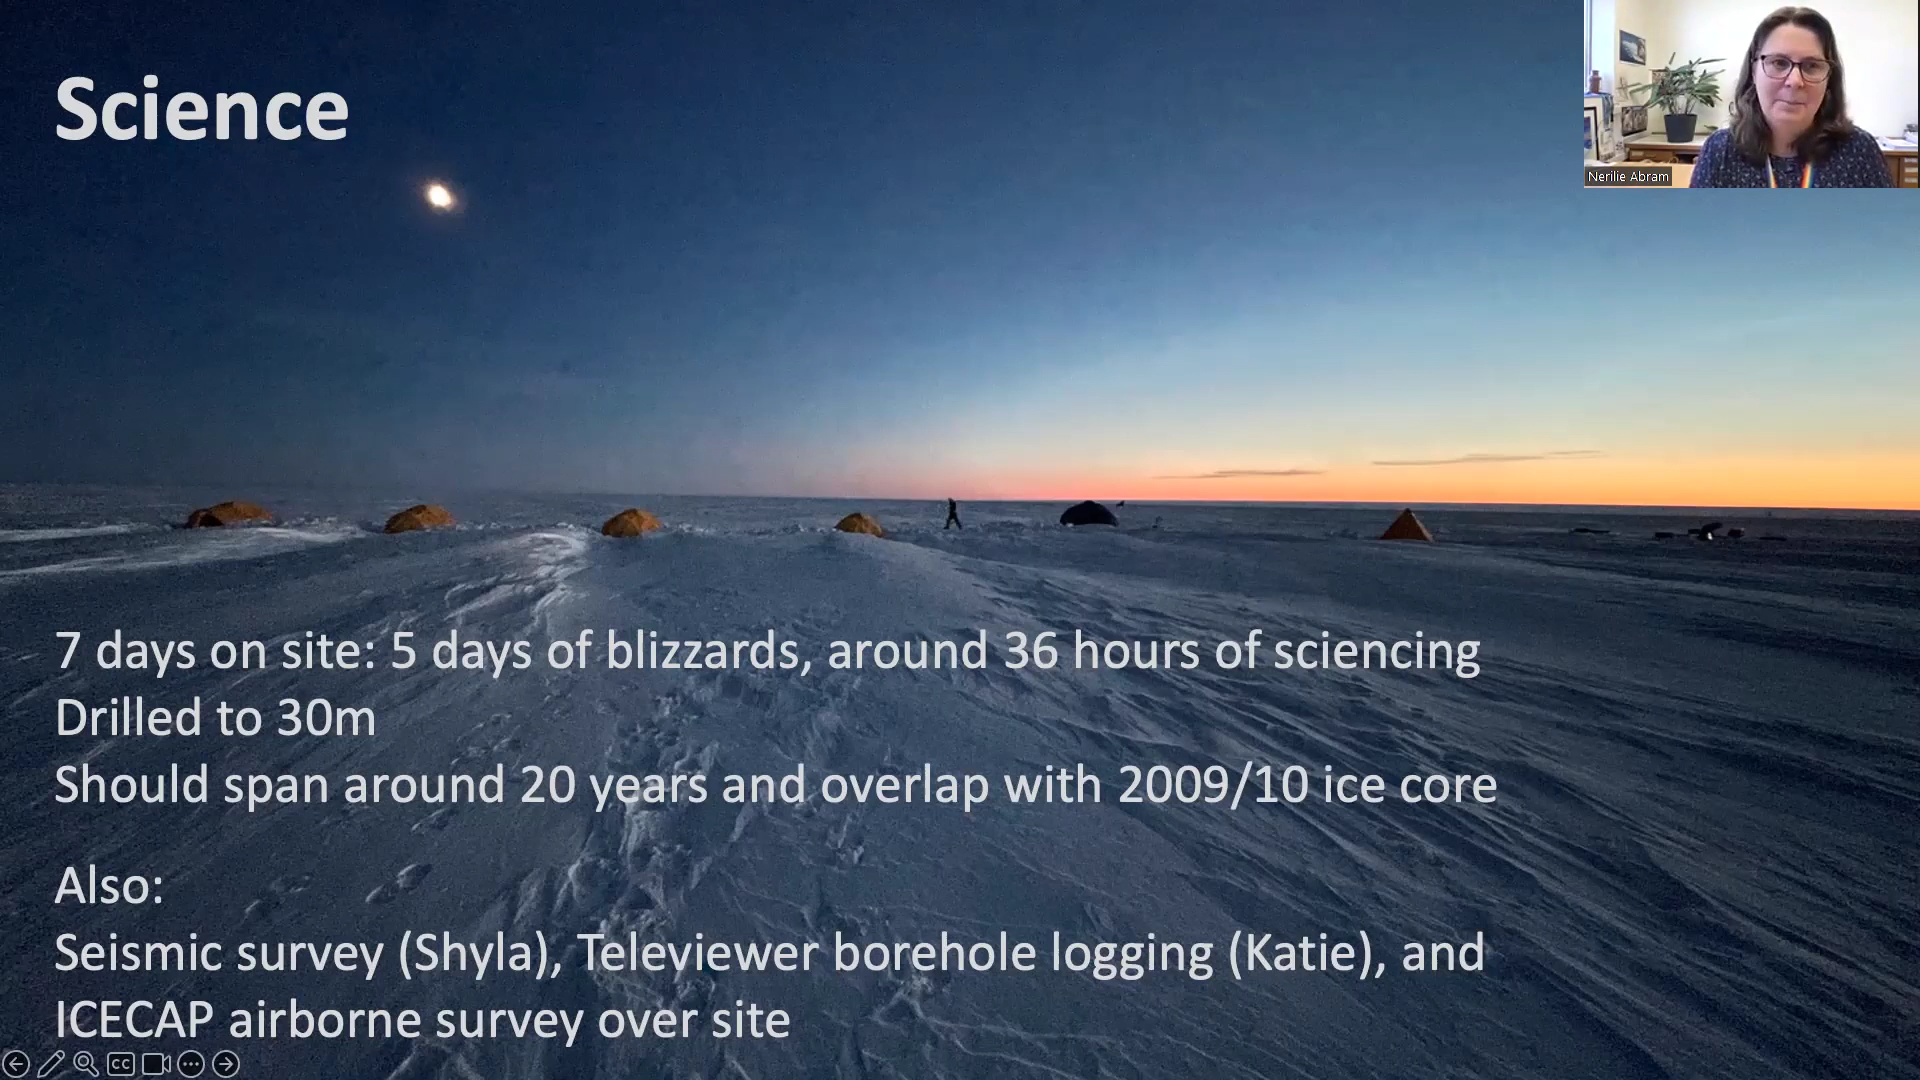 Science
Nerilie Abram
7 days on site: 5 days of blizzards, around 36 hours of sciencing
Drilled to 30m
Should span around 20 years and overlap with 2009/10 ice core
Also:
Seismic survey (Shyla), Televiewer borehole logging (Katie), and
ICECAP airborne survey over site
CC